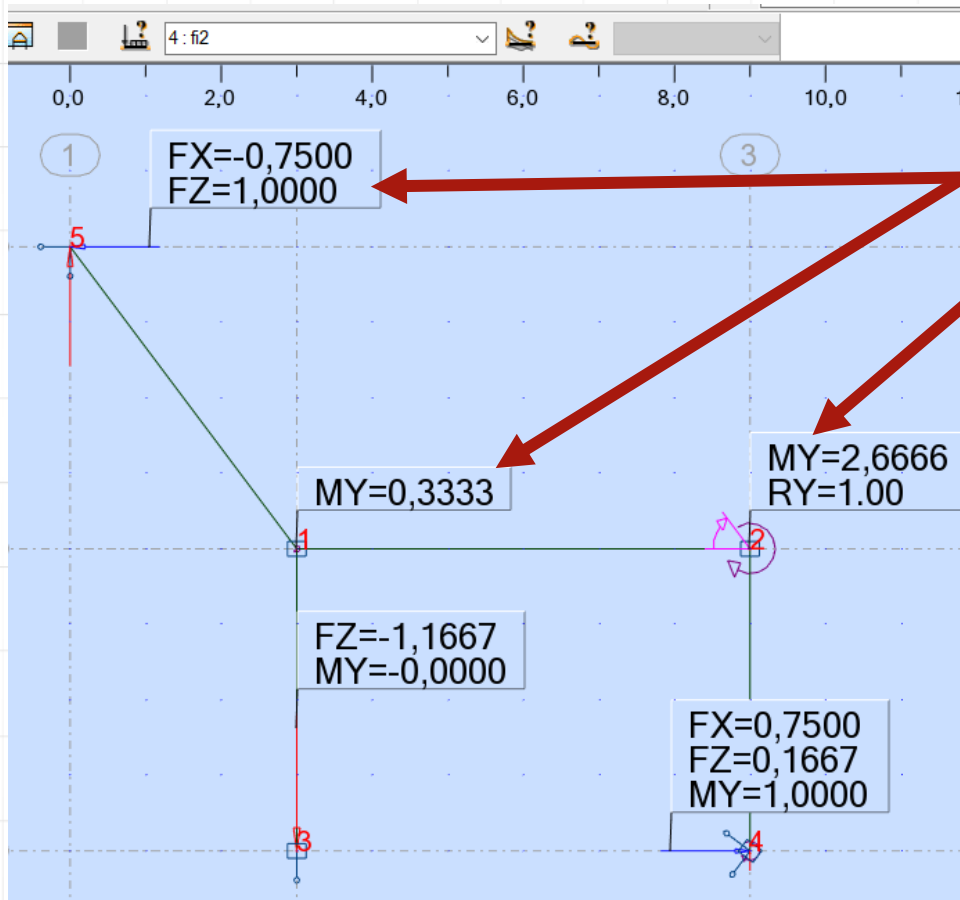 4 : fi2
0,0 2,0 4,0 6,0 8,0 10,0
1
3
FX=-0,7500
FZ=1,0000
5
MY=0,3333
MY=2,6666
RY=1.00
1
2
FZ=-1,1667
MY=-0,0000
FX=0,7500
FZ=0,1667
MY=1,0000
3
4